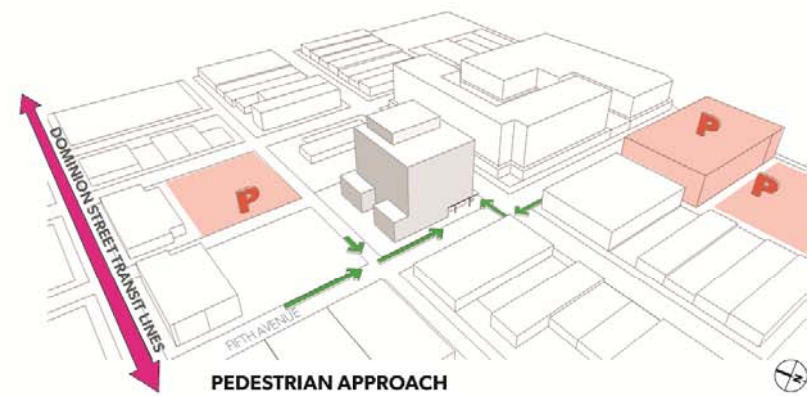 P
P
P
DOMINION STREET TRANSIT LINES
FIFTH AVENUE
PEDESTRIAN APPROACH
N